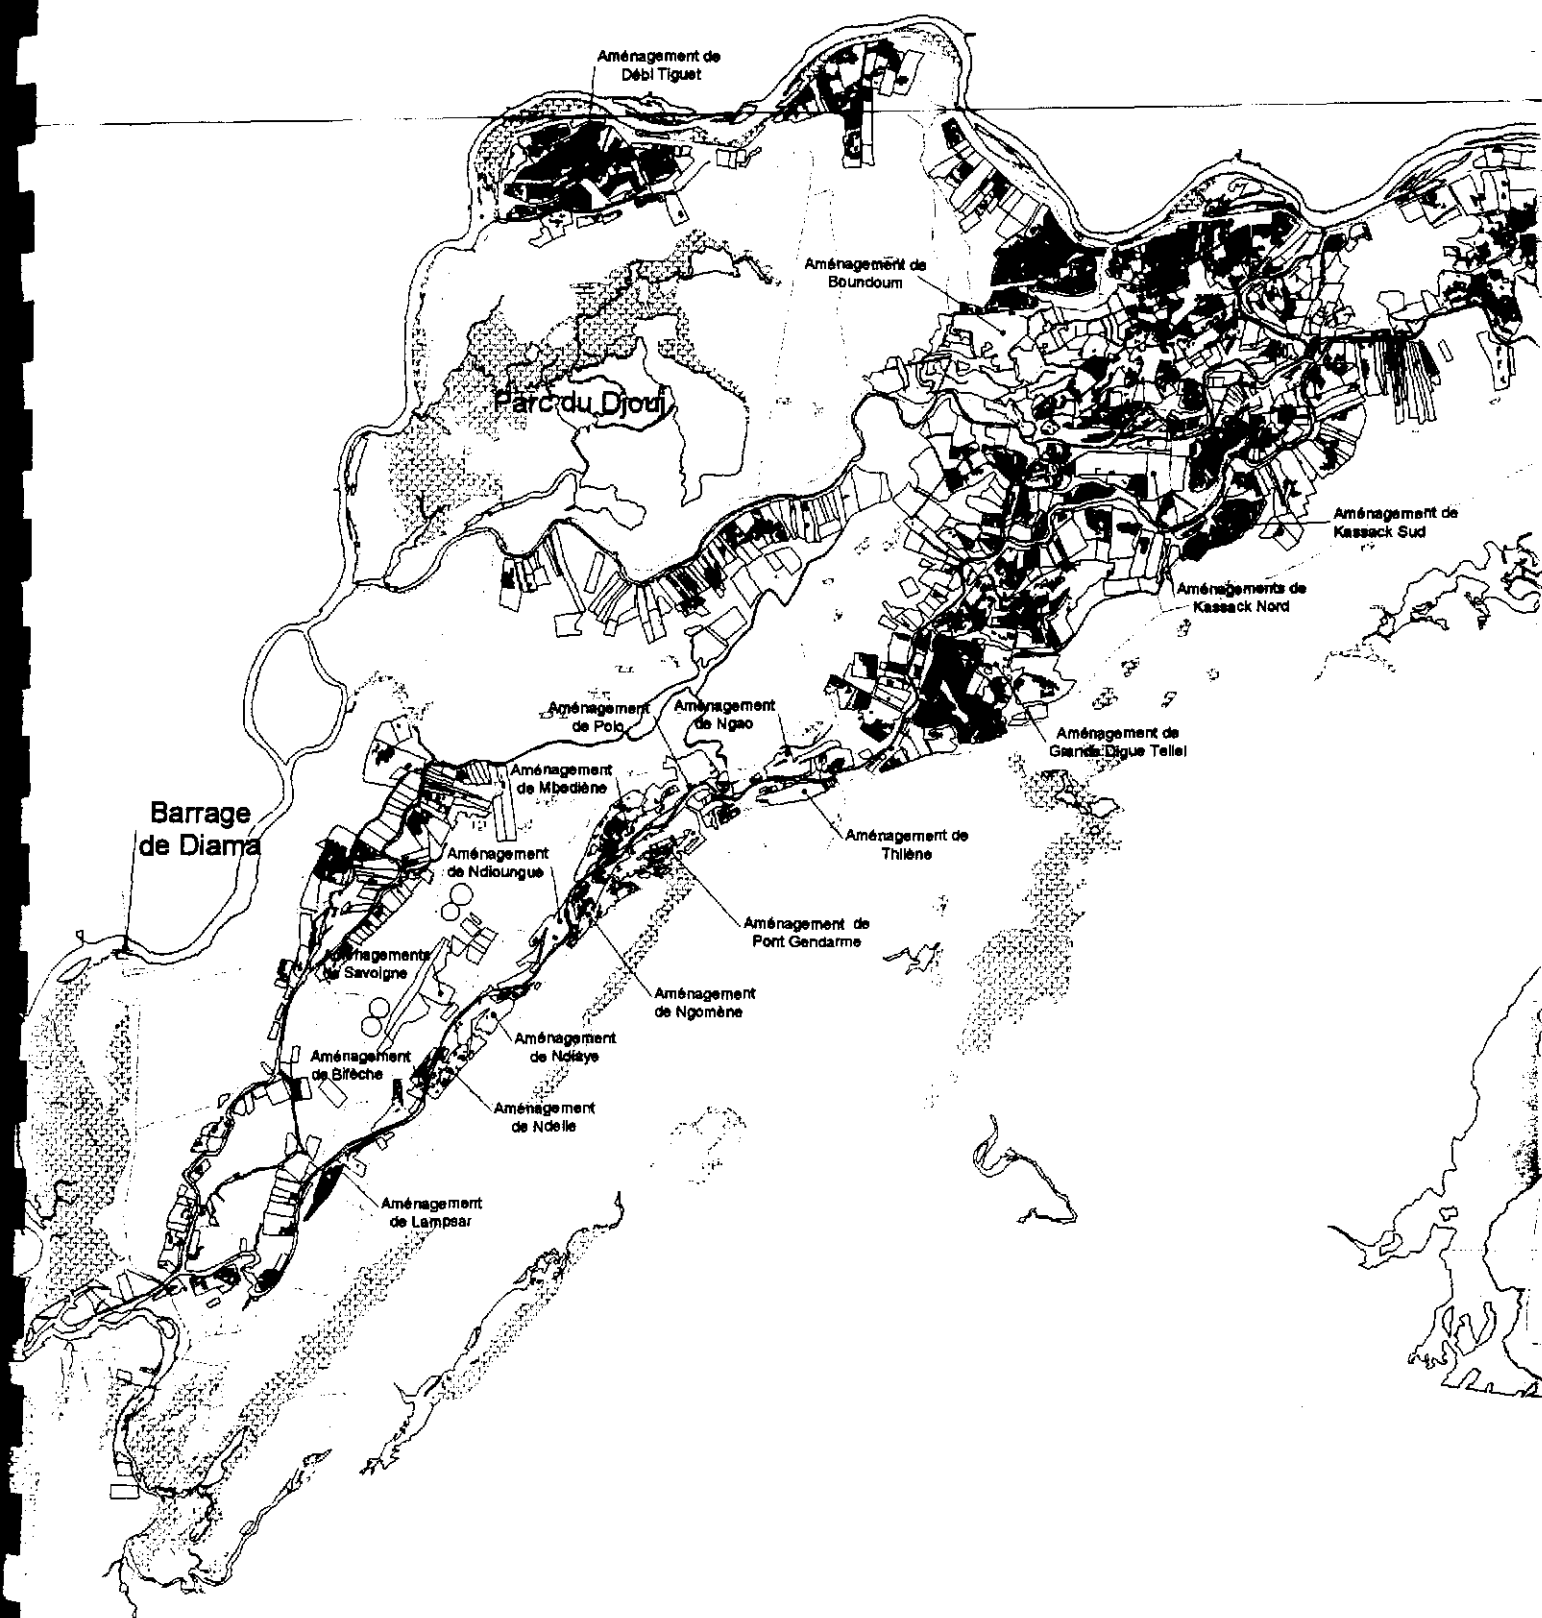 Aménagement de
Débi Tiguet
Aménagement de
Boundoum
Parc du Djoudj
Aménagement de
Kassack Sud
Aménagements de
Kassack Nord
Aménagement
de Polo
Aménagement
de Ngao
Aménagement de
Grande Digue Tellel
Aménagement
de Mbediène
Barrage
de Diama
Aménagement de
Thilène
Aménagement
de Ndioungue
Aménagement de
Pont Gendarme
Aménagements
de Savoigne
Aménagement
de Ngomène
Aménagement
de Ndiaye
Aménagement
de Bifèche
Aménagement
de Ndelle
Aménagement
de Lampsar